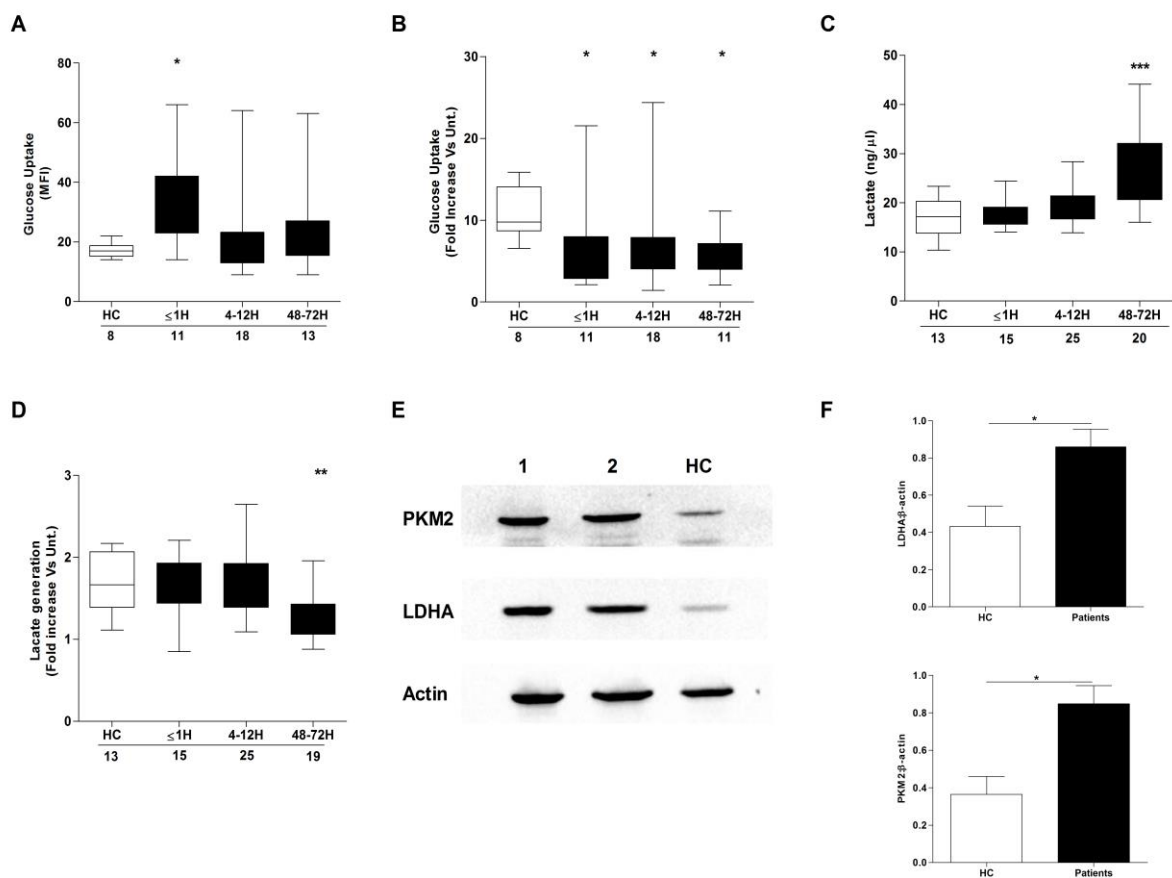 A
Glucose Uptake
(MFI)
80
60
40
20
0
*
HC ≤1H 4-12H 48-72H
8 11 18 13
B
Glucose Uptake
(Fold Increase Vs Unt.)
30
20
10
0
* * *
HC ≤1H 4-12H 48-72H
8 11 18 11
C
Lactate (ng/μl)
50
40
30
20
10
0
***
HC ≤1H 4-12H 48-72H
13 15 25 20
D
Lacate generation
(Fold increase Vs Unt.)
3
2
1
0
**
HC ≤1H 4-12H 48-72H
13 15 25 19
E
1 2 HC
PKM2
LDHA
Actin
F
LDHA:β-actin
1.0
0.8
0.6
0.4
0.2
0.0
*
HC Patients
PKM2:β-actin
1.0
0.8
0.6
0.4
0.2
0.0
*
HC Patients